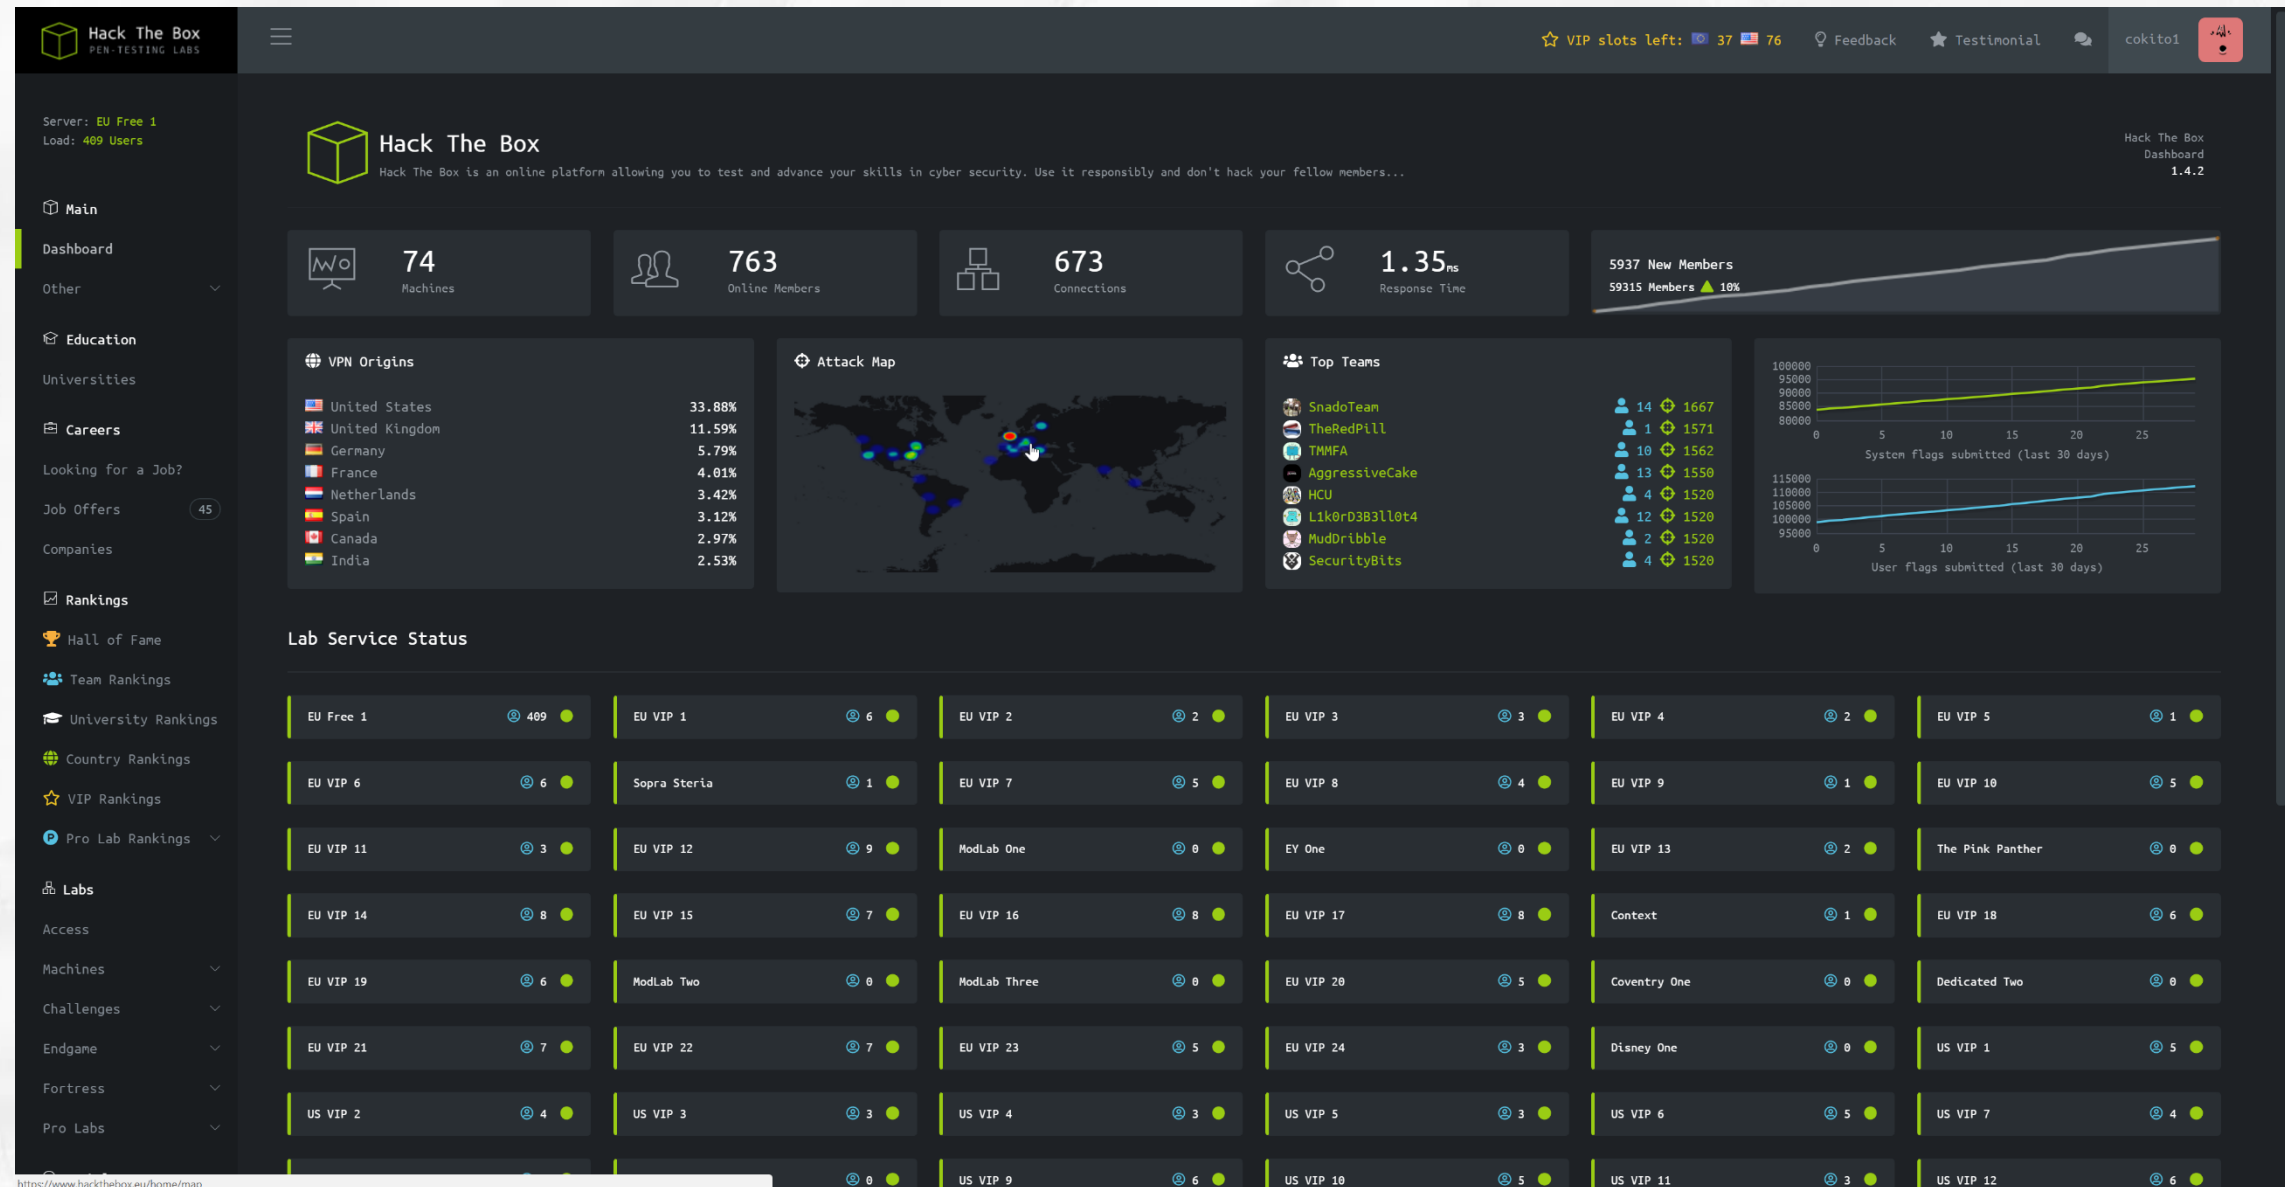 Hack The Box
PEN-TESTING LABS
VIP slots left: 37 76
Feedback
Testimonial
cokito1
Server: EU Free 1
Load: 409 Users
Main
Dashboard
Other
Education
Universities
Careers
Looking for a Job?
Job Offers 45
Companies
Rankings
Hall of Fame
Team Rankings
University Rankings
Country Rankings
VIP Rankings
P Pro Lab Rankings
Labs
Access
Machines
Challenges
Endgame
Fortress
Pro Labs
Hack The Box
Hack The Box is an online platform allowing you to test and advance your skills in cyber security. Use it responsibly and don't hack your fellow members...
Hack The Box
Dashboard
1.4.2
74
Machines
763
Online Members
673
Connections
1.35ms
Response Time
5937 New Members
59315 Members 10%
VPN Origins
United States 33.88%
United Kingdom 11.59%
Germany 5.79%
France 4.01%
Netherlands 3.42%
Spain 3.12%
Canada 2.97%
India 2.53%
Attack Map
Top Teams
SnadoTeam 14 1667
TheRedPill 1 1571
TMMFA 10 1562
AggressiveCake 13 1550
HCU 4 1520
L1k0rD3B3ll0t4 12 1520
MudDribble 2 1520
SecurityBits 4 1520
100000
95000
90000
85000
80000
0 5 10 15 20 25
System flags submitted (last 30 days)
115000
110000
105000
100000
95000
0 5 10 15 20 25
User flags submitted (last 30 days)
Lab Service Status
EU Free 1 409
EU VIP 1 6
EU VIP 2 2
EU VIP 3 3
EU VIP 4 2
EU VIP 5 1
EU VIP 6 6
Sopra Steria 1
EU VIP 7 5
EU VIP 8 4
EU VIP 9 1
EU VIP 10 5
EU VIP 11 3
EU VIP 12 9
ModLab One 0
EY One 0
EU VIP 13 2
The Pink Panther 0
EU VIP 14 8
EU VIP 15 7
EU VIP 16 8
EU VIP 17 8
Context 1
EU VIP 18 6
EU VIP 19 6
ModLab Two 0
ModLab Three 0
EU VIP 20 5
Coventry One 0
Dedicated Two 0
EU VIP 21 7
EU VIP 22 7
EU VIP 23 5
EU VIP 24 3
Disney One 0
US VIP 1 5
US VIP 2 4
US VIP 3 3
US VIP 4 3
US VIP 5 3
US VIP 6 5
US VIP 7 4
0
US VIP 9 6
US VIP 10 5
US VIP 11 3
US VIP 12 6
https://www.hackthebox.eu/home/map